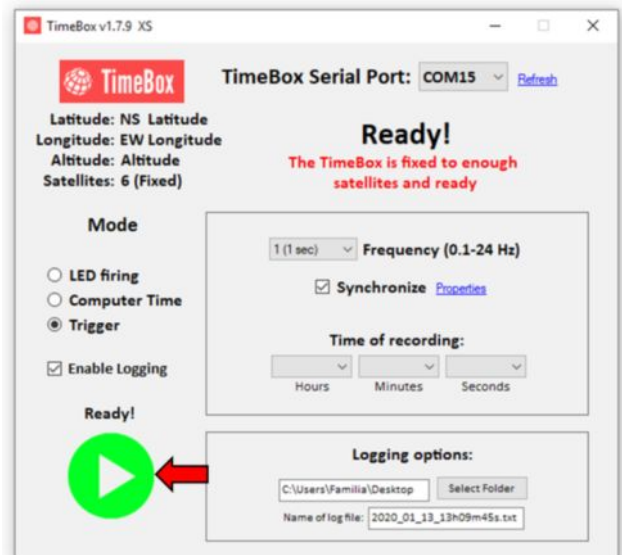 TimeBox v1.7.9 XS
TimeBox
TimeBox Serial Port: COM15 Refresh
Latitude: NS Latitude
Longitude: EW Longitude
Altitude: Altitude
Satellites: 6 (Fixed)
Ready!
The TimeBox is fixed to enough
satellites and ready
Mode
LED firing
Computer Time
Trigger
Enable Logging
Ready!
1 (1 sec) Frequency (0.1-24 Hz)
Synchronize Properties
Time of recording:
Hours Minutes Seconds
Logging options:
C:\Users\Familia\Desktop Select Folder
Name of log file: 2020_01_13_13h09m45s.txt